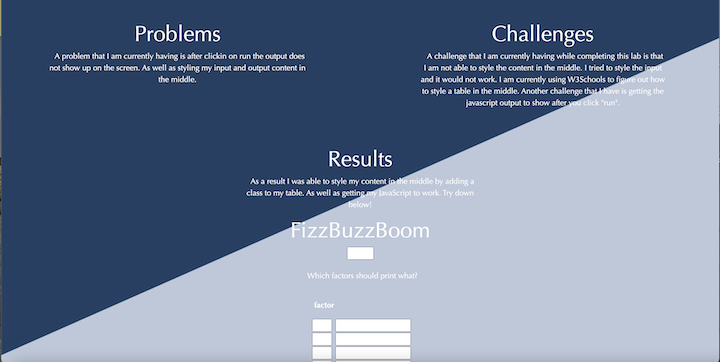 Problems
A problem that I am currently having is after clickin on run the output does
not show up on the screen. As well as styling my input and output content in
the middle.
Challenges
A challenge that I am currently having while completing this lab is that
I am not able to style the content in the middle. I tried to style the input
and it would not work. I am currently using W3Schools to figure out how
to style a table in the middle. Another challenge that I have is getting the
javascript output to show after you click "run".
Results
As a result I was able to style my content in the middle by adding a
class to my table. As well as getting my JavaScript to work. Try down
below!
FizzBuzzBoom
Which factors should print what?
factor